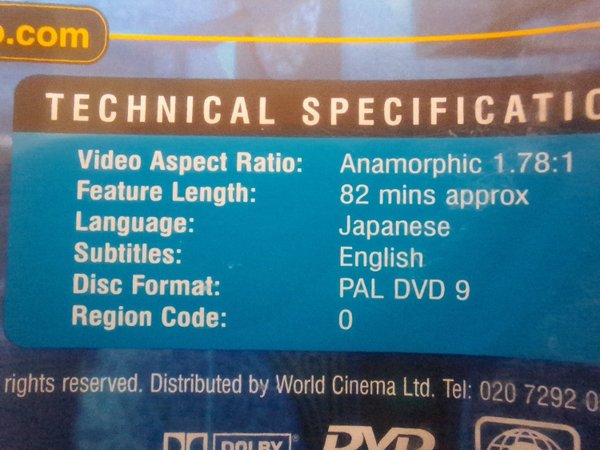 .com
TECHNICAL SPECIFICATIO
Video Aspect Ratio: Anamorphic 1.78:1
Feature Length: 82 mins approx
Language: Japanese
Subtitles: English
Disc Format: PAL DVD 9
Region Code: 0
rights reserved. Distributed by World Cinema Ltd. Tel: 020 7292 0
DOLBY DVD